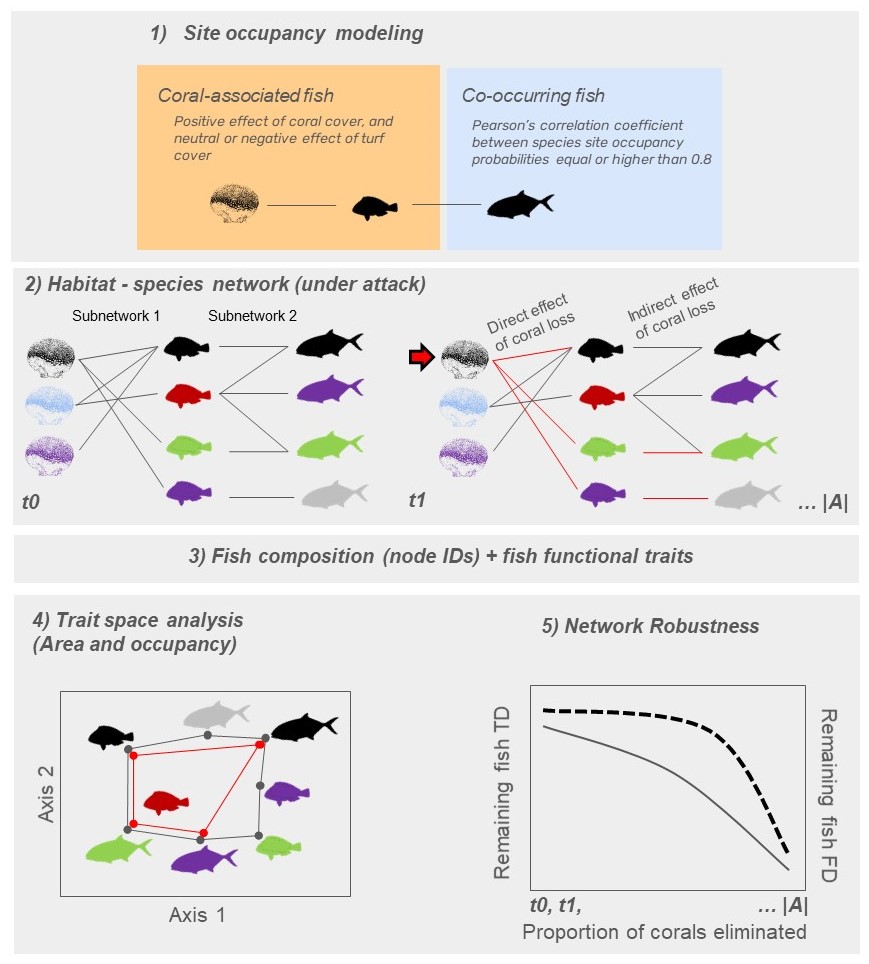 1) Site occupancy modeling
Coral-associated fish
Positive effect of coral cover, and
neutral or negative effect of turf
cover
Co-occurring fish
Pearson's correlation coefficient
between species site occupancy
probabilities equal or higher than 0.8
2) Habitat - species network (under attack)
Subnetwork 1
Subnetwork 2
t0
Direct effect
of coral loss
Indirect effect
of coral loss
t1
... |A|
3) Fish composition (node IDs) + fish functional traits
4) Trait space analysis
(Area and occupancy)
Axis 2
Axis 1
5) Network Robustness
Remaining fish TD
Remaining fish FD
t0, t1,
... |A|
Proportion of corals eliminated